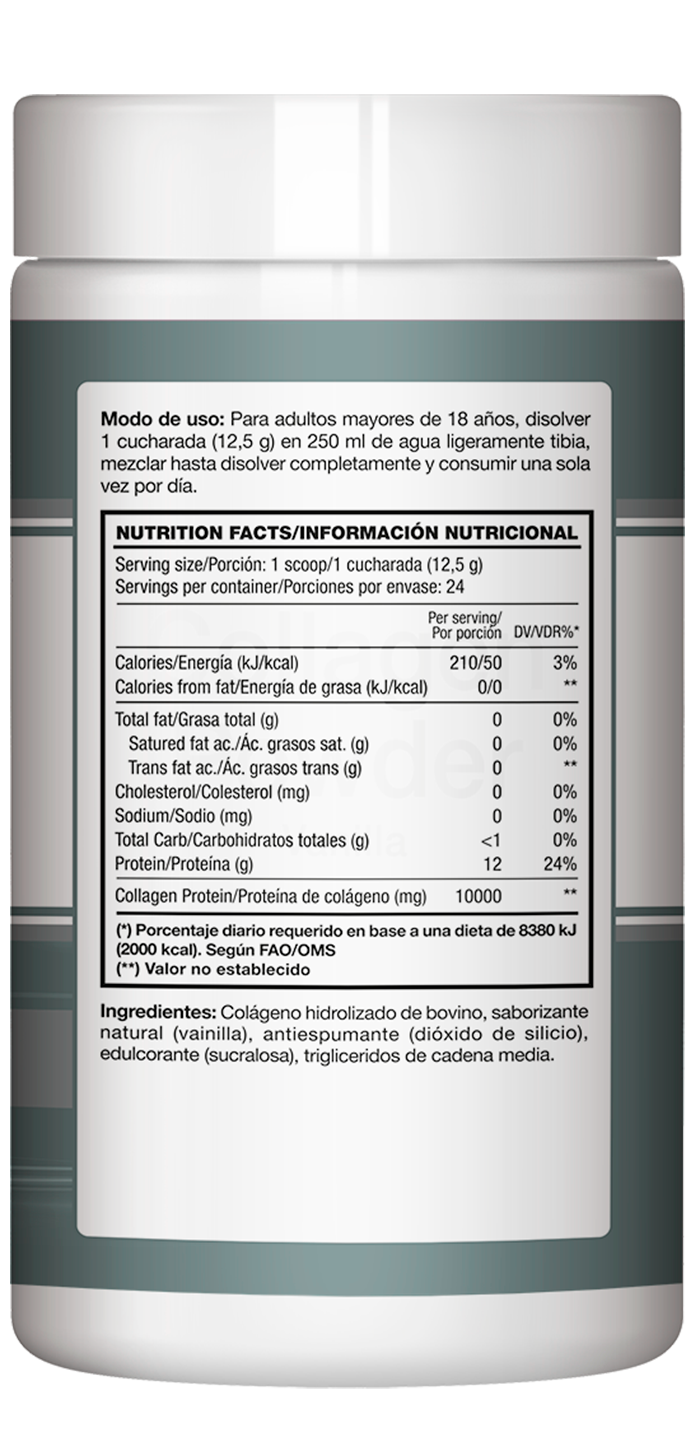 Modo de uso: Para adultos mayores de 18 años, disolver
1 cucharada (12,5 g) en 250 ml de agua ligeramente tibia,
mezclar hasta disolver completamente y consumir una sola
vez por día.
NUTRITION FACTS/INFORMACIÓN NUTRICIONAL
Serving size/Porción: 1 scoop/1 cucharada (12,5 g)
Servings per container/Porciones por envase: 24
Per serving/
Por porción DV/VDR%*
Calories/Energía (kJ/kcal) 210/50 3%
Calories from fat/Energía de grasa (kJ/kcal) 0/0 **
Total fat/Grasa total (g) 0 0%
Satured fat ac./Ác. grasos sat. (g) 0 0%
Trans fat ac./Ác. grasos trans (g) 0 **
Cholesterol/Colesterol (mg) 0 0%
Sodium/Sodio (mg) 0 0%
Total Carb/Carbohidratos totales (g) <1 0%
Protein/Proteína (g) 12 24%
Collagen Protein/Proteína de colágeno (mg) 10000 **
(*) Porcentaje diario requerido en base a una dieta de 8380 kJ
(2000 kcal). Según FAO/OMS
(**) Valor no establecido
Ingredientes: Colágeno hidrolizado de bovino, saborizante
natural (vainilla), antiespumante (dióxido de silicio),
edulcorante (sucralosa), trigliceridos de cadena media.